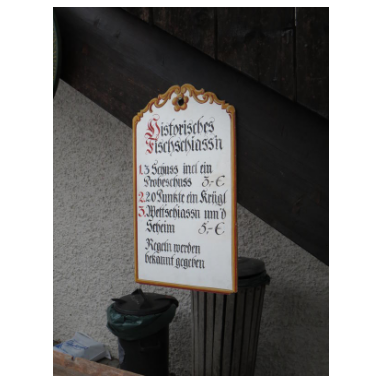 Historisches
Fischschiass'n
1. 3 Schuss incl ein
Probeschuss 3,-€
2. 20 Punkte ein Krügl
3. Wettschiassn um'd
Scheim 5,-€
Regeln werden
bekannt gegeben